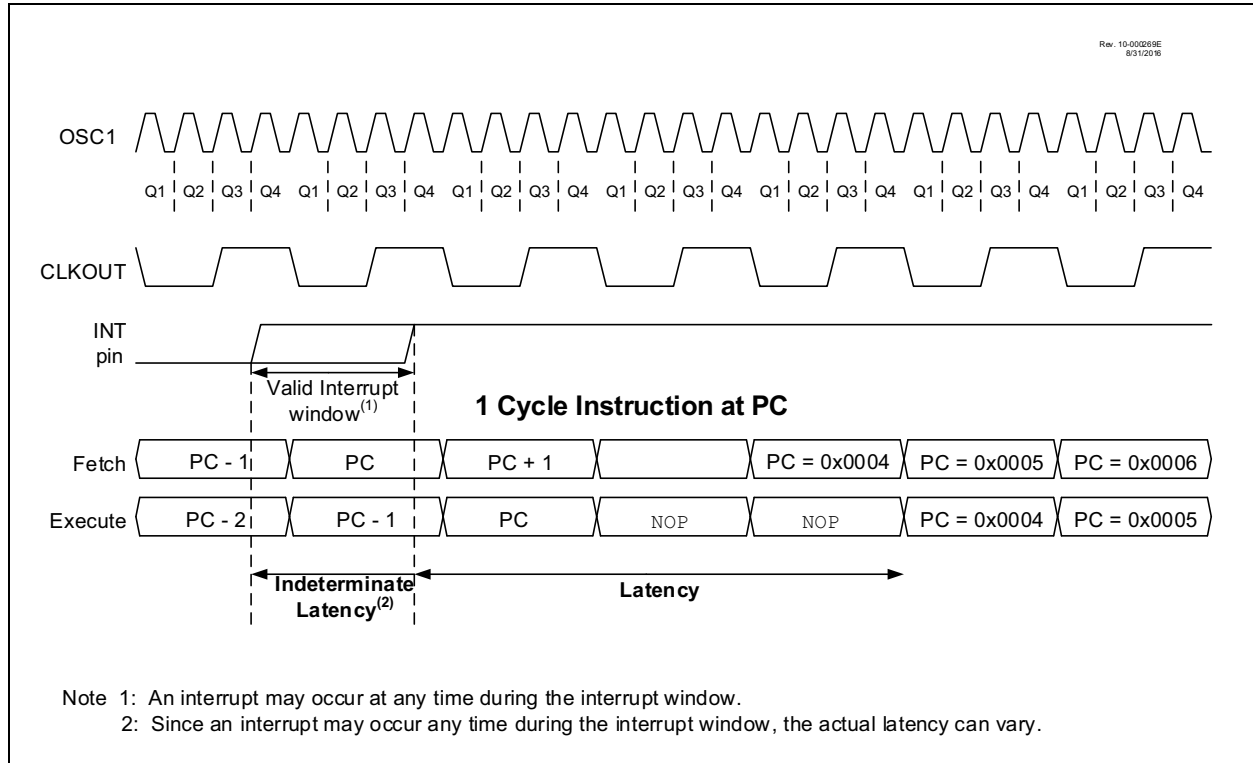 Rev. 10-000269E
8/31/2016
OSC1
Q1 Q2 Q3 Q4 Q1 Q2 Q3 Q4 Q1 Q2 Q3 Q4 Q1 Q2 Q3 Q4 Q1 Q2 Q3 Q4 Q1 Q2 Q3 Q4 Q1 Q2 Q3 Q4
CLKOUT
INT
pin
Valid Interrupt
window(1)
1 Cycle Instruction at PC
Fetch PC - 1 PC PC + 1 PC = 0x0004 PC = 0x0005 PC = 0x0006
Execute PC - 2 PC - 1 PC NOP NOP PC = 0x0004 PC = 0x0005
Indeterminate
Latency(2)
Latency
Note 1: An interrupt may occur at any time during the interrupt window.
2: Since an interrupt may occur any time during the interrupt window, the actual latency can vary.